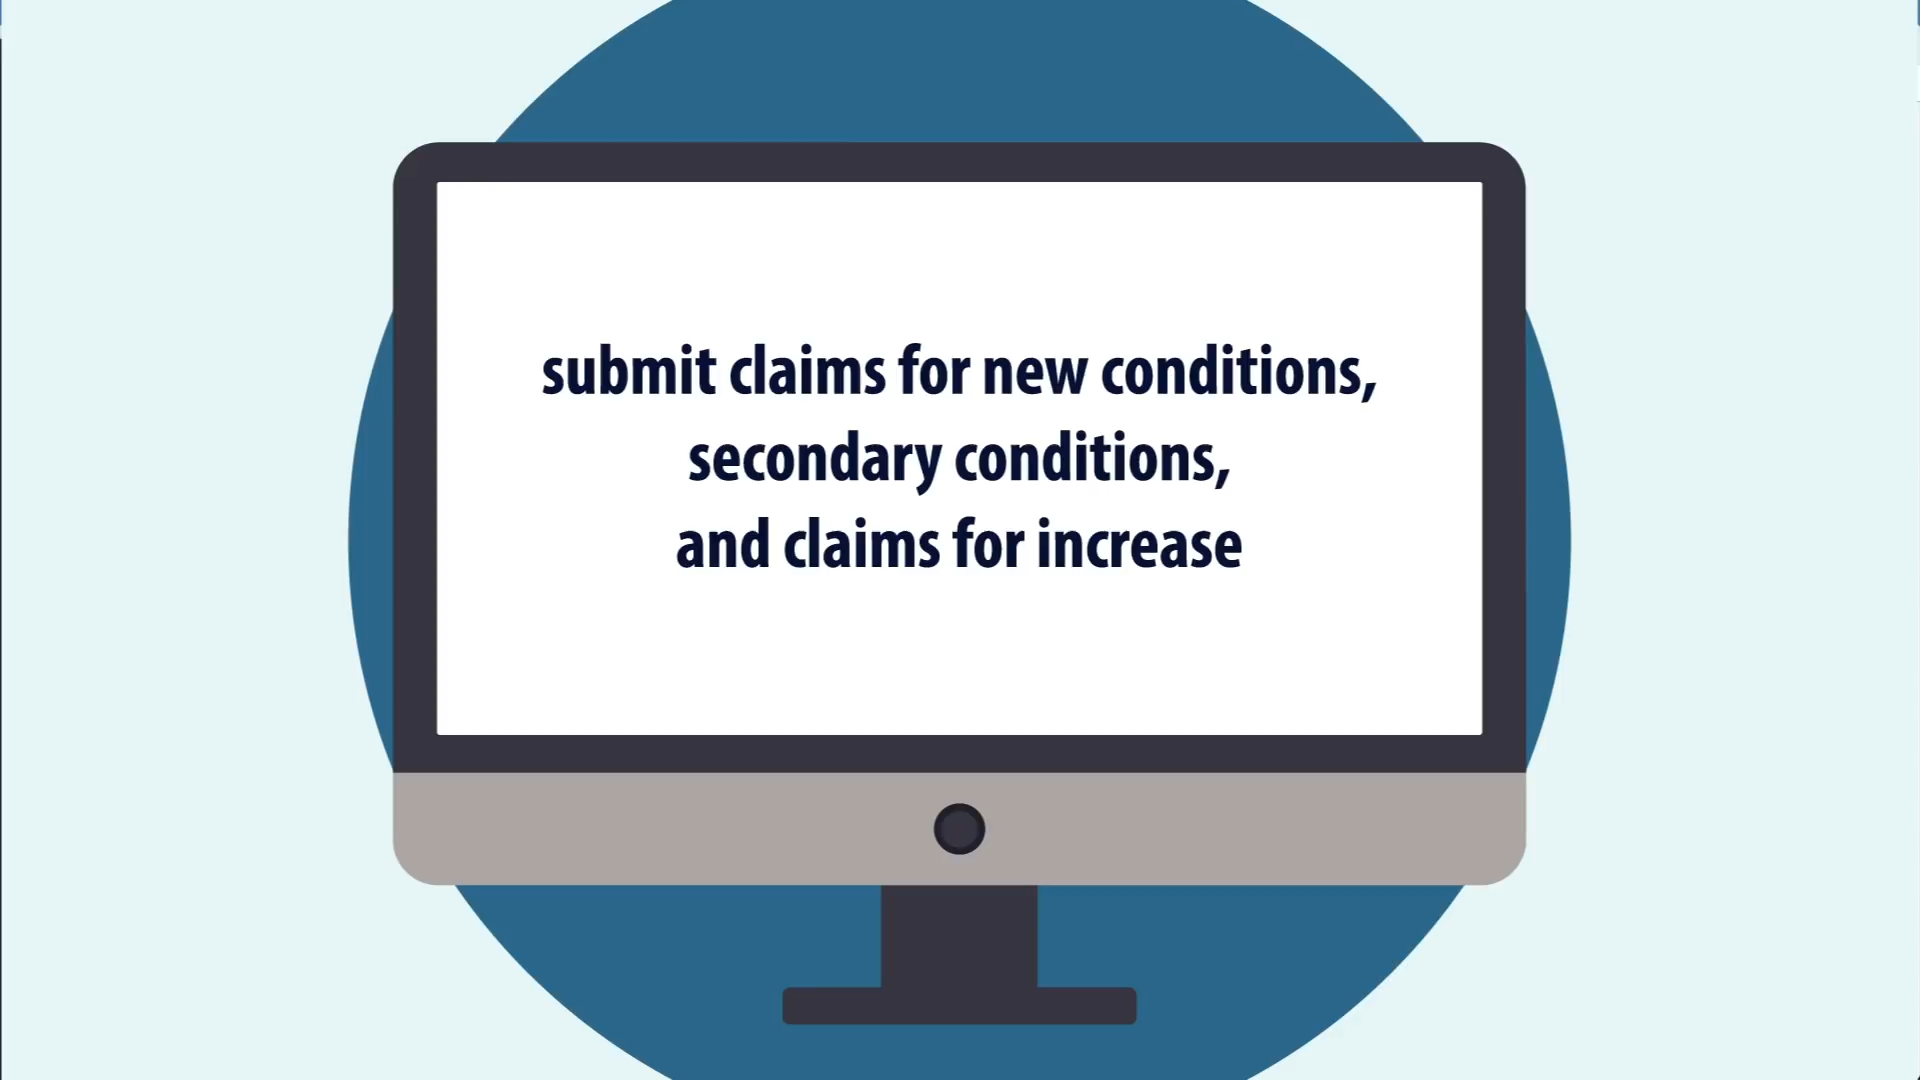 submit claims for new conditions,
secondary conditions,
and claims for increase